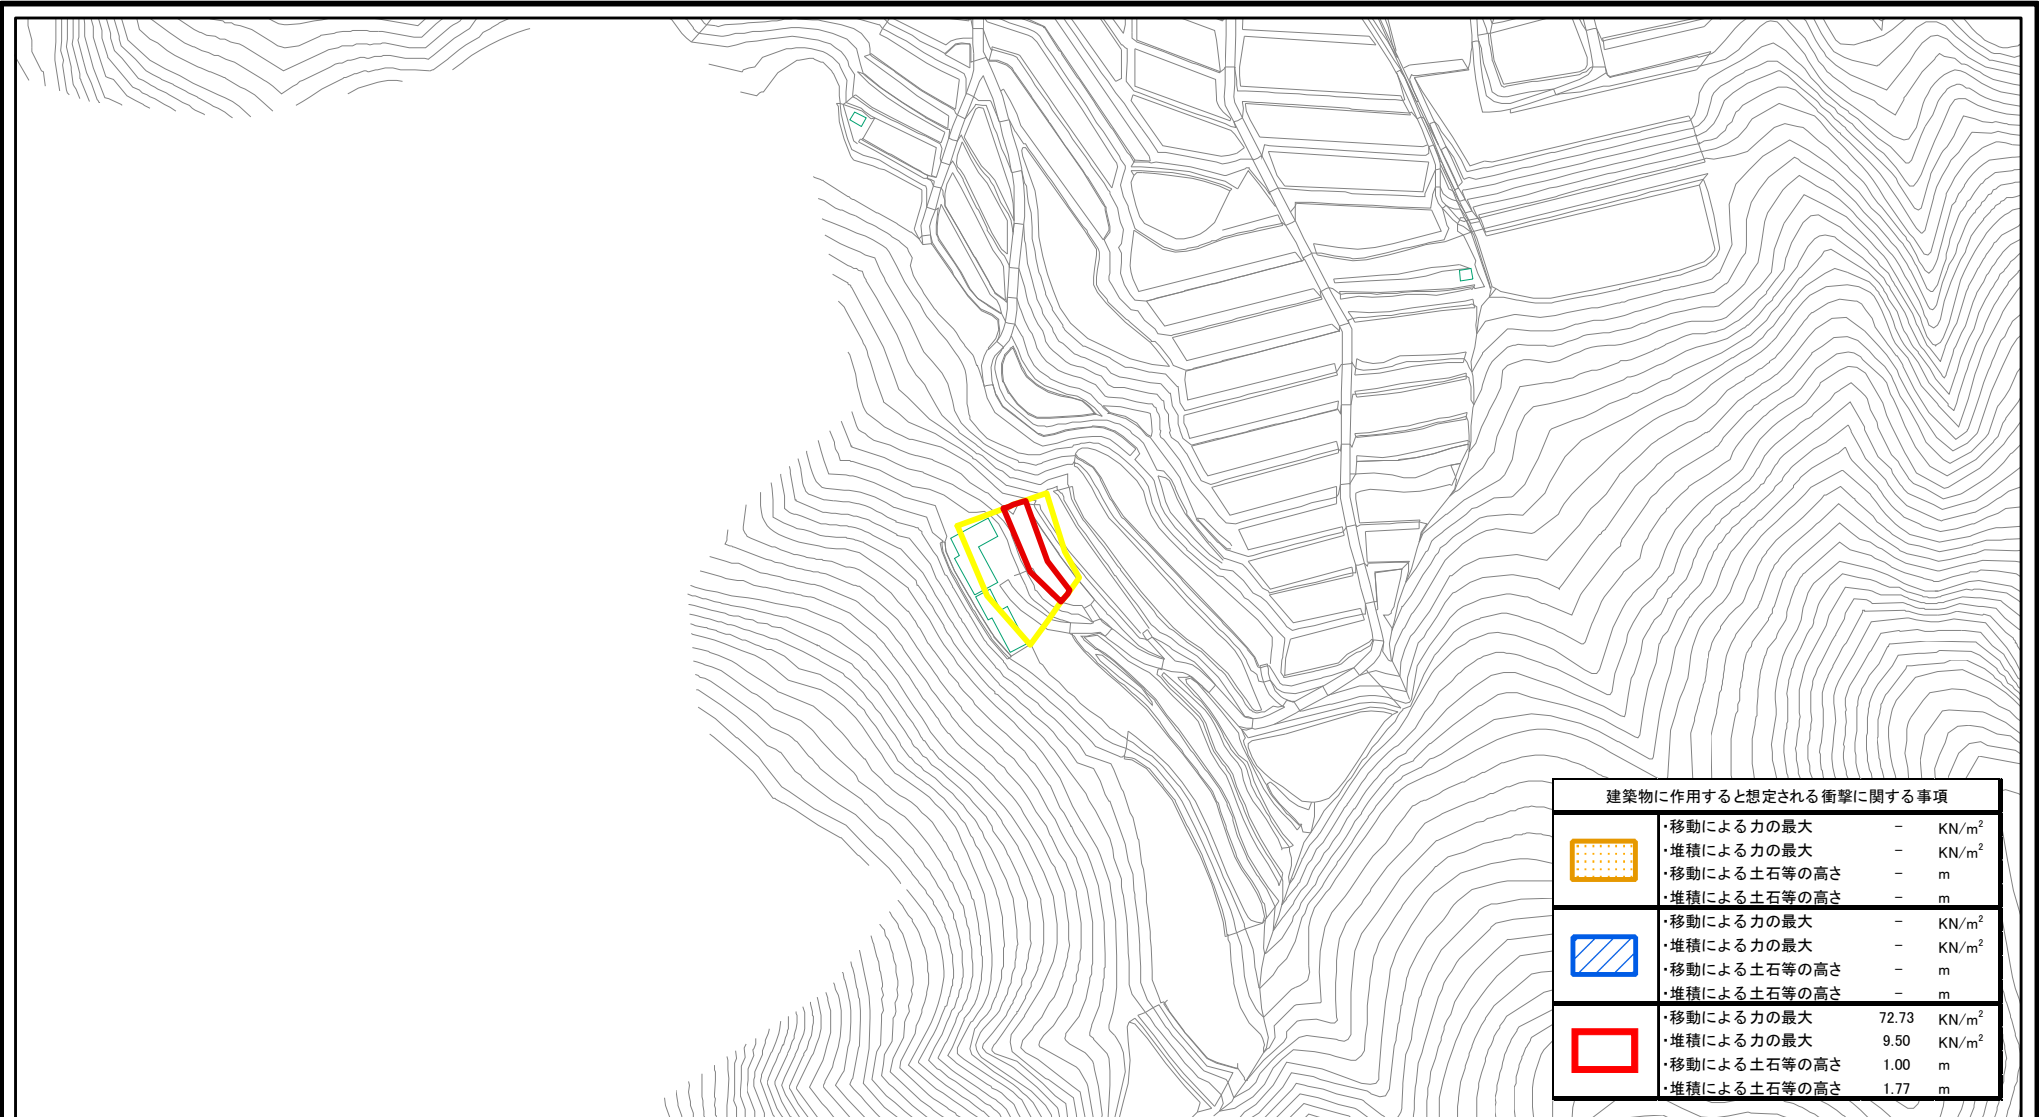 建築物に作用すると想定される衝撃に関する事項
・移動による力の最大 － KN/m²
・堆積による力の最大 － KN/m²
・移動による土石等の高さ － m
・堆積による土石等の高さ － m
・移動による力の最大 － KN/m²
・堆積による力の最大 － KN/m²
・移動による土石等の高さ － m
・堆積による土石等の高さ － m
・移動による力の最大 72.73 KN/m²
・堆積による力の最大 9.50 KN/m²
・移動による土石等の高さ 1.00 m
・堆積による土石等の高さ 1.77 m